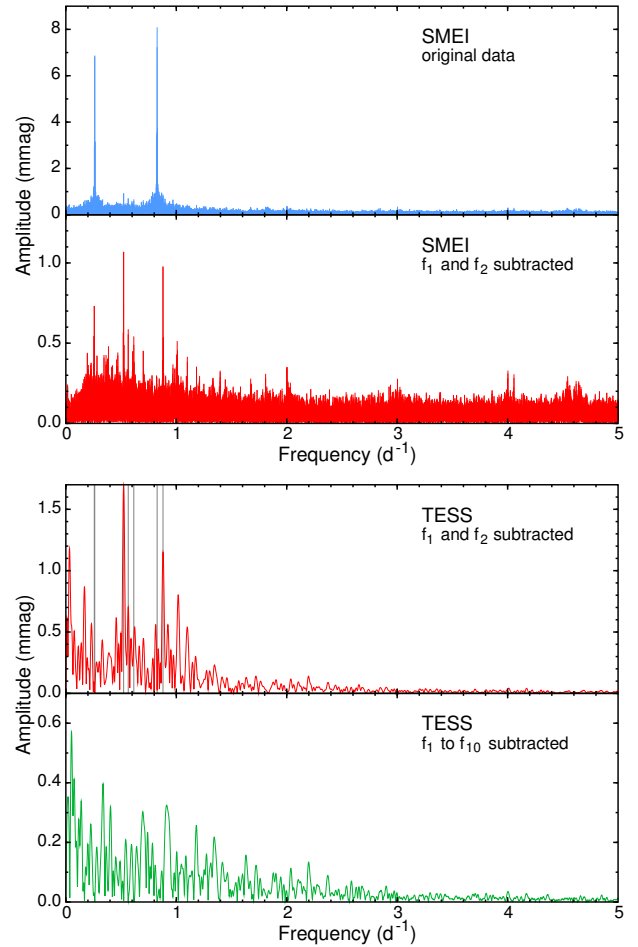 8
6
4
2
0
SMEI
original data
Amplitude (mmag)
1.0
0.5
0.0
SMEI
f₁ and f₂ subtracted
0 1 2 3 4 5
Frequency (d⁻¹)
1.5
1.0
0.5
0.0
TESS
f₁ and f₂ subtracted
Amplitude (mmag)
0.6
0.4
0.2
0.0
TESS
f₁ to f₁₀ subtracted
0 1 2 3 4 5
Frequency (d⁻¹)